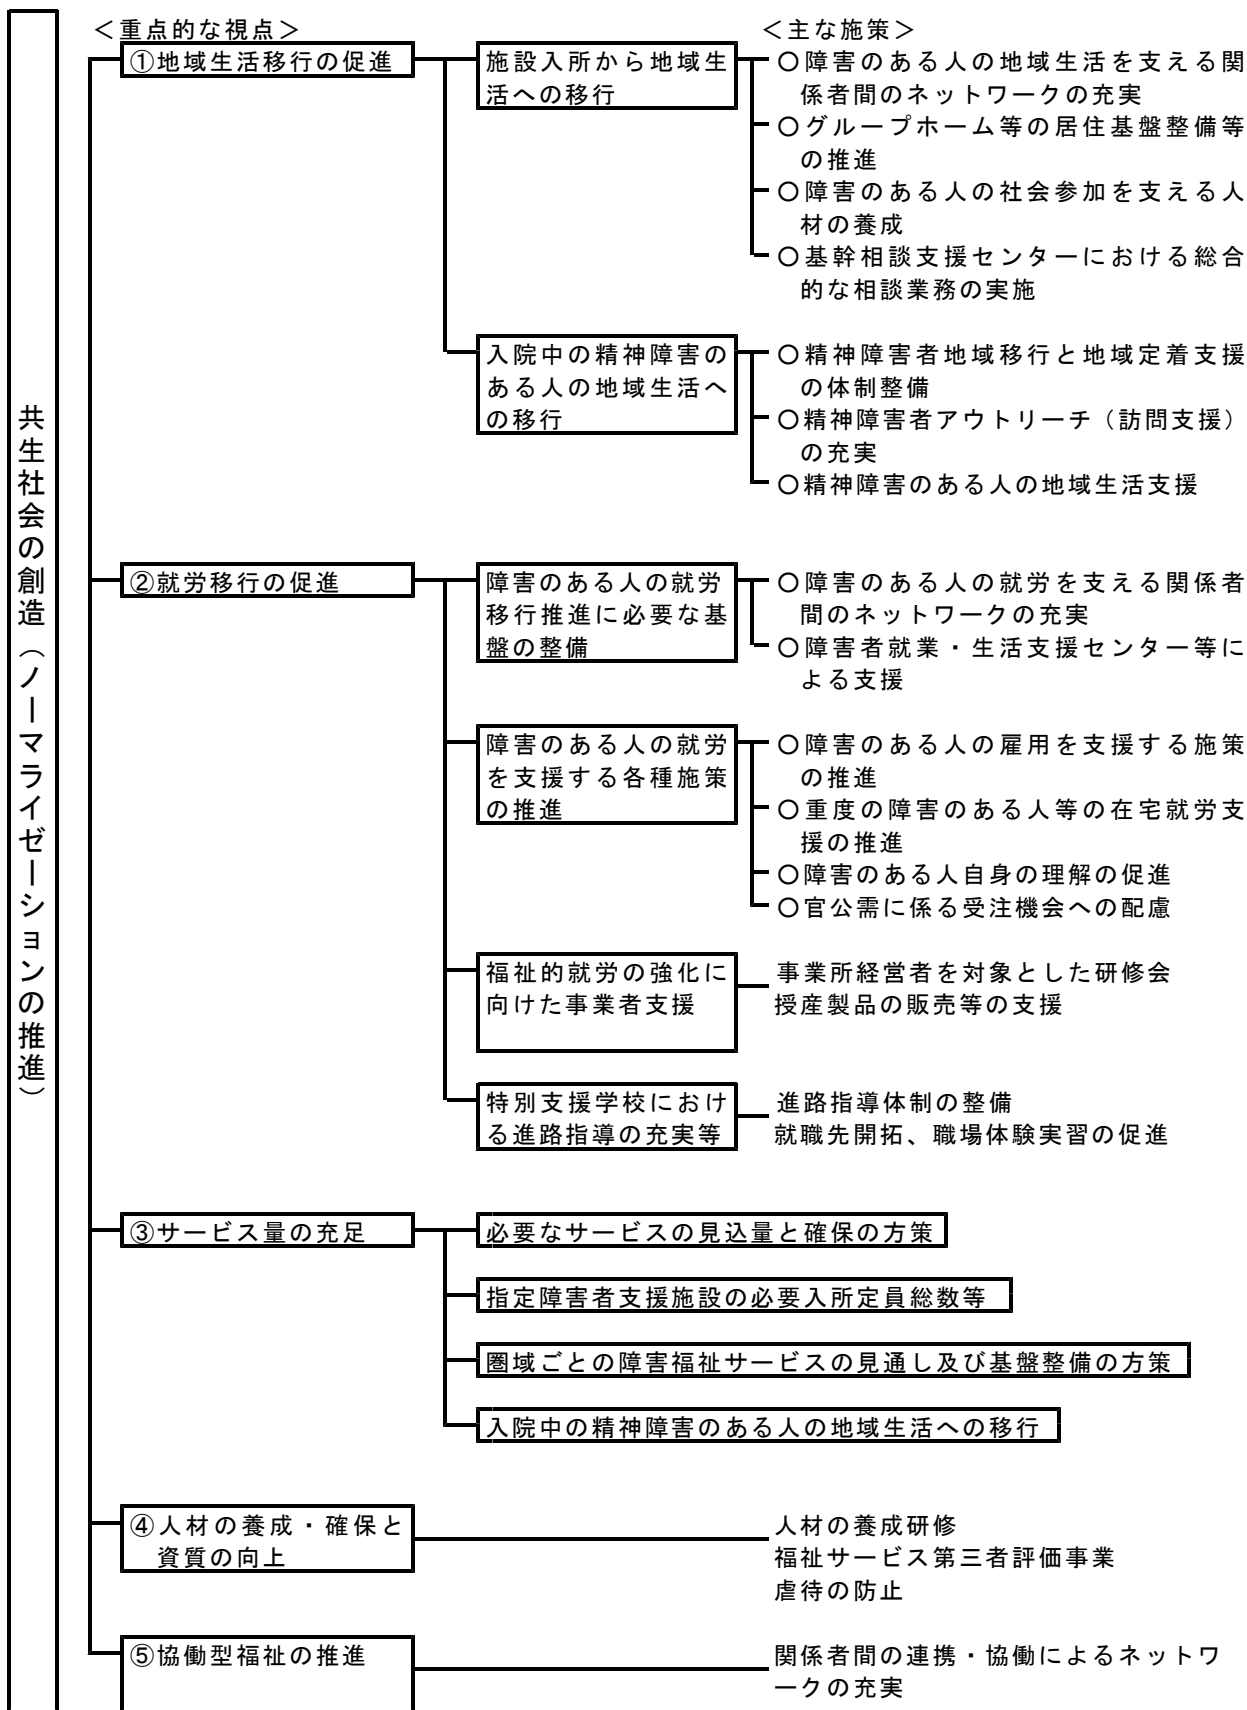 共生社会の創造（ノーマライゼーションの推進）
＜重点的な視点＞
＜主な施策＞
①地域生活移行の促進
施設入所から地域生
活への移行
○障害のある人の地域生活を支える関
係者間のネットワークの充実
○グループホーム等の居住基盤整備等
の推進
○障害のある人の社会参加を支える人
材の養成
○基幹相談支援センターにおける総合
的な相談業務の実施
入院中の精神障害の
ある人の地域生活へ
の移行
○精神障害者地域移行と地域定着支援
の体制整備
○精神障害者アウトリーチ（訪問支援）
の充実
○精神障害のある人の地域生活支援
②就労移行の促進
障害のある人の就労
移行推進に必要な基
盤の整備
○障害のある人の就労を支える関係者
間のネットワークの充実
○障害者就業・生活支援センター等に
よる支援
障害のある人の就労
を支援する各種施策
の推進
○障害のある人の雇用を支援する施策
の推進
○重度の障害のある人等の在宅就労支
援の推進
○障害のある人自身の理解の促進
○官公需に係る受注機会への配慮
福祉的就労の強化に
向けた事業者支援
事業所経営者を対象とした研修会
授産製品の販売等の支援
特別支援学校におけ
る進路指導の充実等
進路指導体制の整備
就職先開拓、職場体験実習の促進
③サービス量の充足
必要なサービスの見込量と確保の方策
指定障害者支援施設の必要入所定員総数等
圏域ごとの障害福祉サービスの見通し及び基盤整備の方策
入院中の精神障害のある人の地域生活への移行
④人材の養成・確保と
資質の向上
人材の養成研修
福祉サービス第三者評価事業
虐待の防止
⑤協働型福祉の推進
関係者間の連携・協働によるネットワ
ークの充実